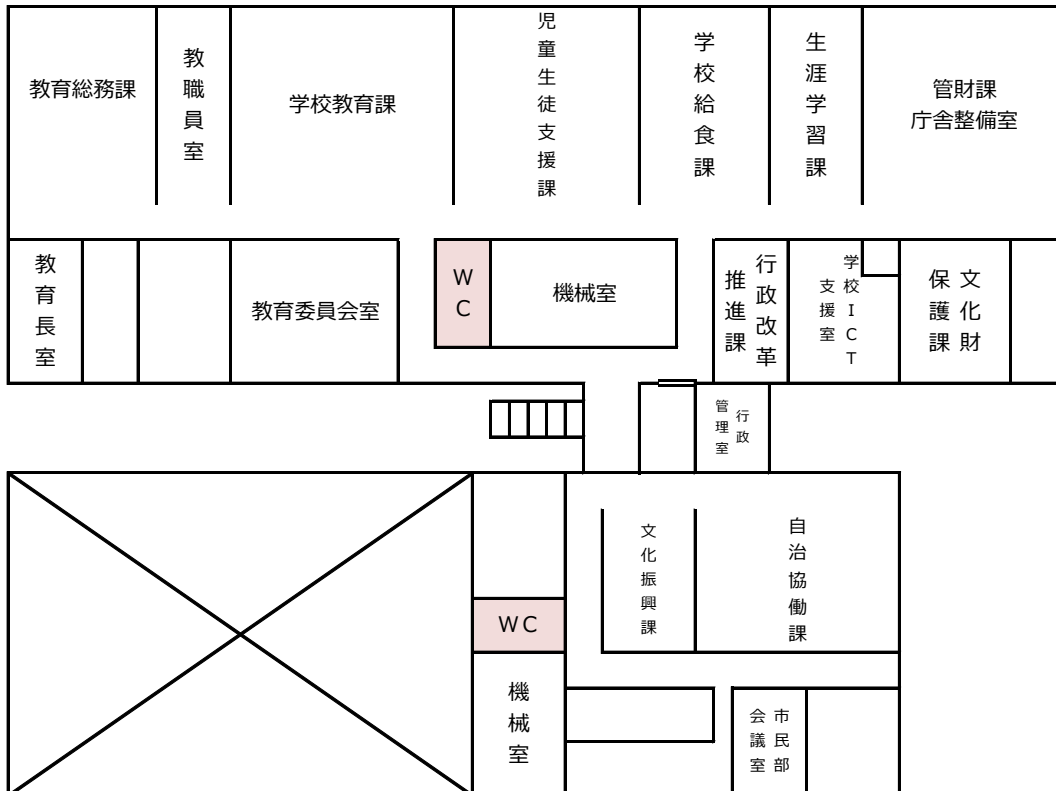 教育総務課
教職員室
学校教育課
児童生徒支援課
学校給食課
生涯学習課
管財課
庁舎整備室
教育長室
教育委員会室
WC
機械室
行政改革
推進課
学校ICT
支援室
文化財
保護課
行政
管理室
文化振興課
自治協働課
WC
機械室
市民部
会議室